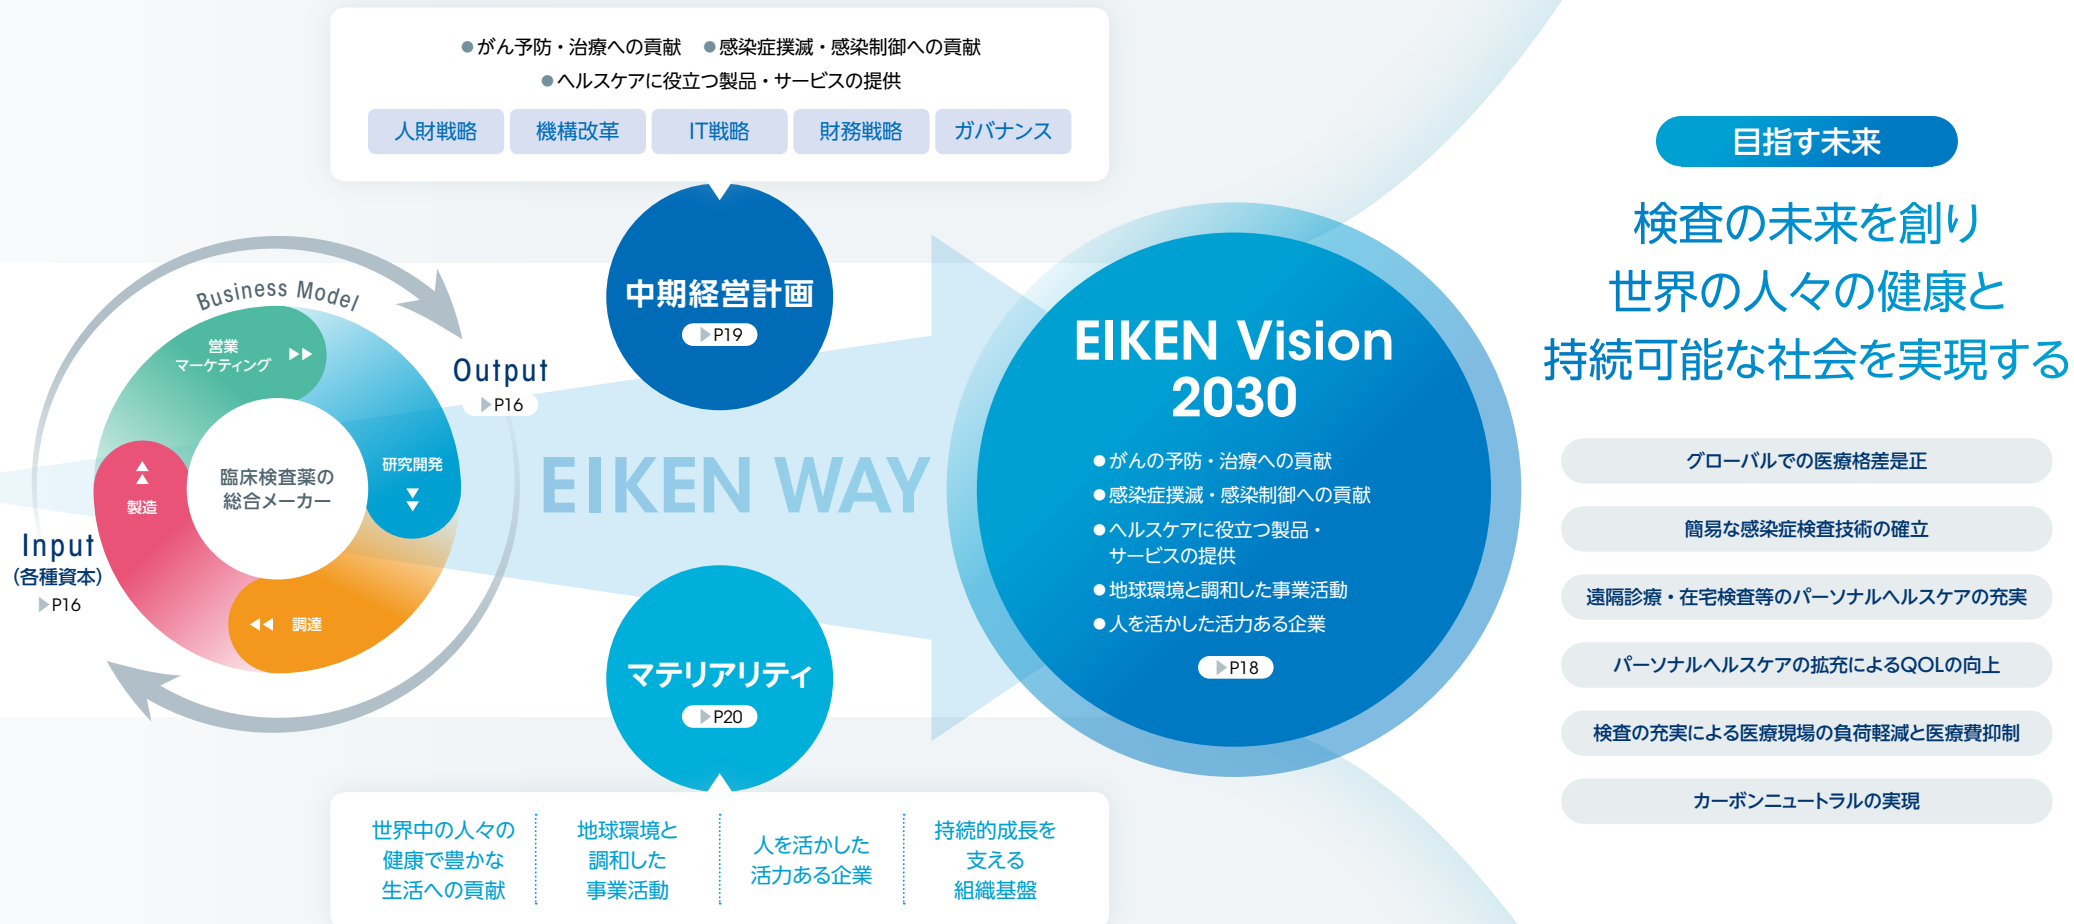 ●がん予防・治療への貢献 ●感染症撲滅・感染制御への貢献
●ヘルスケアに役立つ製品・サービスの提供
人財戦略 機構改革 IT戦略 財務戦略 ガバナンス
中期経営計画
▶P19
Business Model
営業
マーケティング ▶▶
研究開発
▼
▼
調達
◀◀
製造
▲
▲
臨床検査薬の
総合メーカー
Input
(各種資本)
▶P16
Output
▶P16
EIKEN WAY
マテリアリティ
▶P20
世界中の人々の
健康で豊かな
生活への貢献
地球環境と
調和した
事業活動
人を活かした
活力ある企業
持続的成長を
支える
組織基盤
EIKEN Vision
2030
●がんの予防・治療への貢献
●感染症撲滅・感染制御への貢献
●ヘルスケアに役立つ製品・
サービスの提供
●地球環境と調和した事業活動
●人を活かした活力ある企業
▶P18
目指す未来
検査の未来を創り
世界の人々の健康と
持続可能な社会を実現する
グローバルでの医療格差是正
簡易な感染症検査技術の確立
遠隔診療・在宅検査等のパーソナルヘルスケアの充実
パーソナルヘルスケアの拡充によるQOLの向上
検査の充実による医療現場の負荷軽減と医療費抑制
カーボンニュートラルの実現